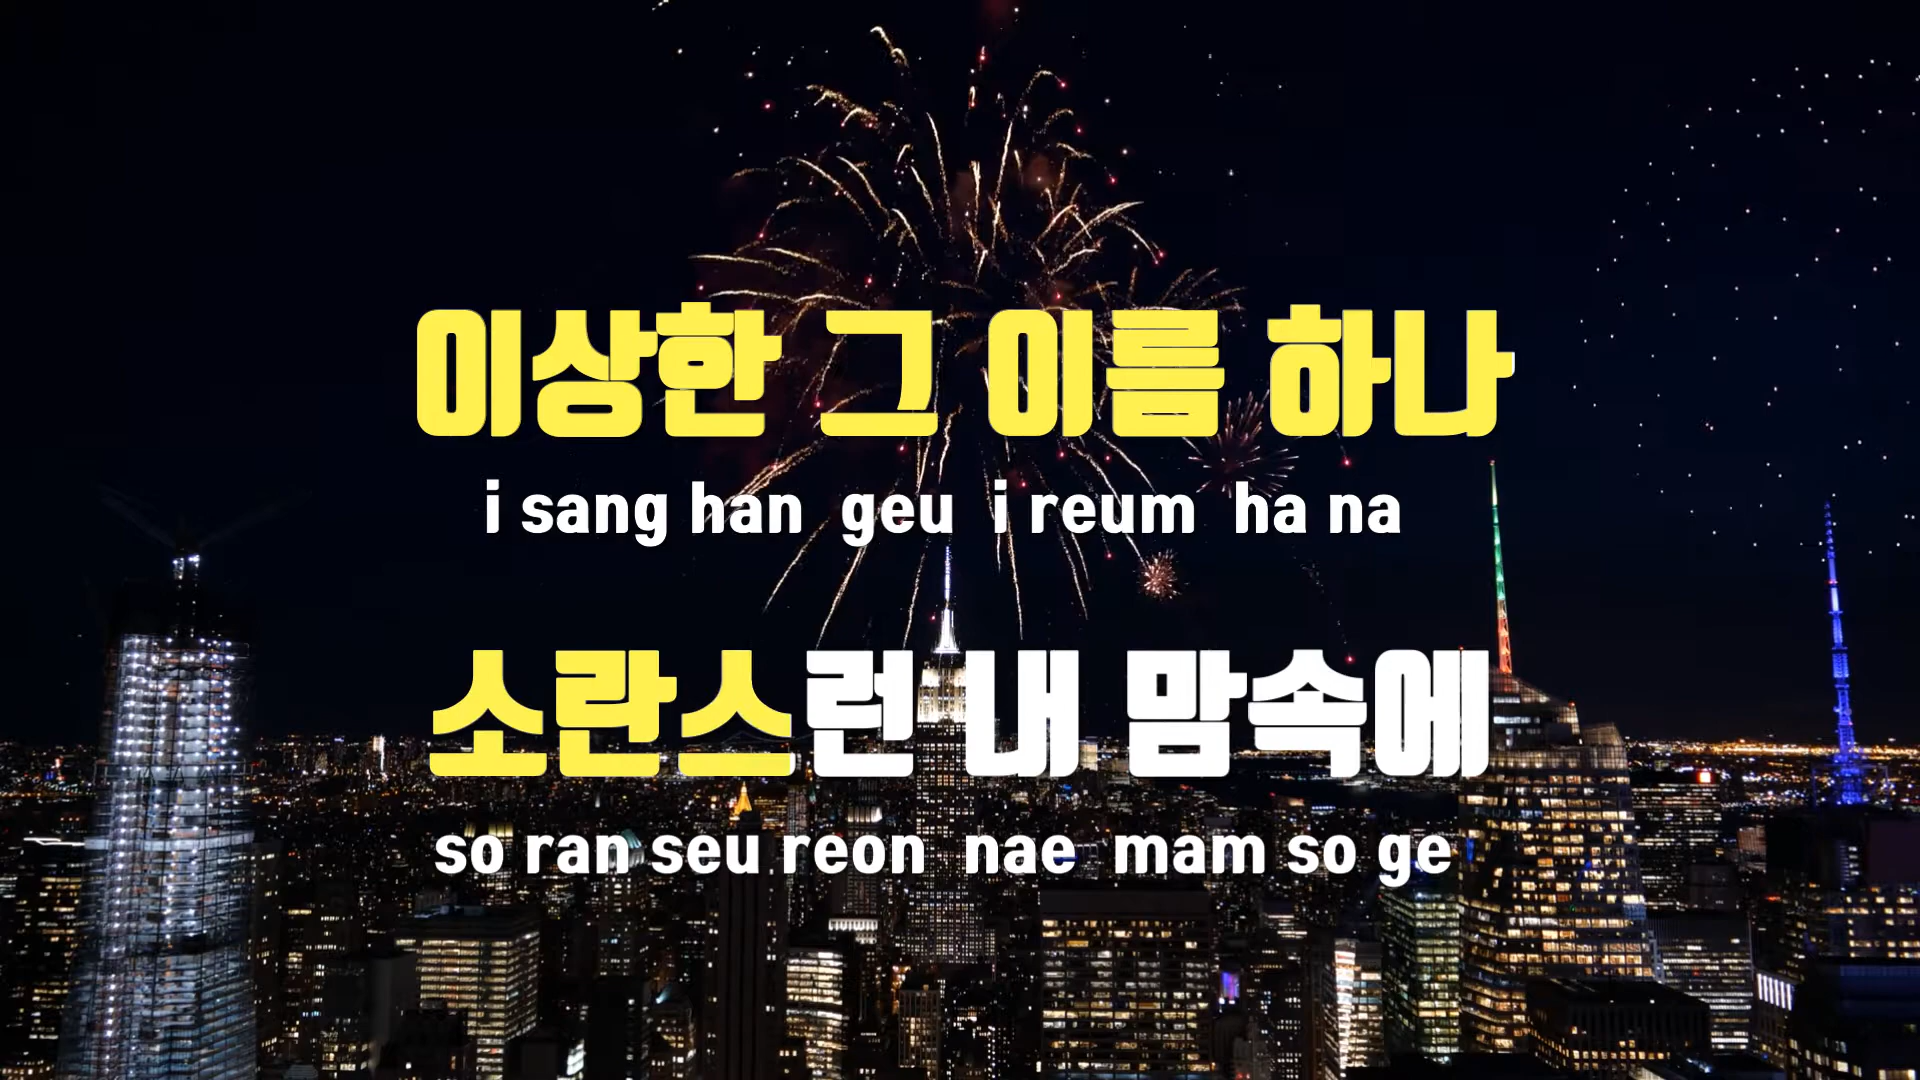 이상한 그 이름 하나
i sang han geu i reum ha na
소란스런 내 맘속에
so ran seu reon nae mam so ge